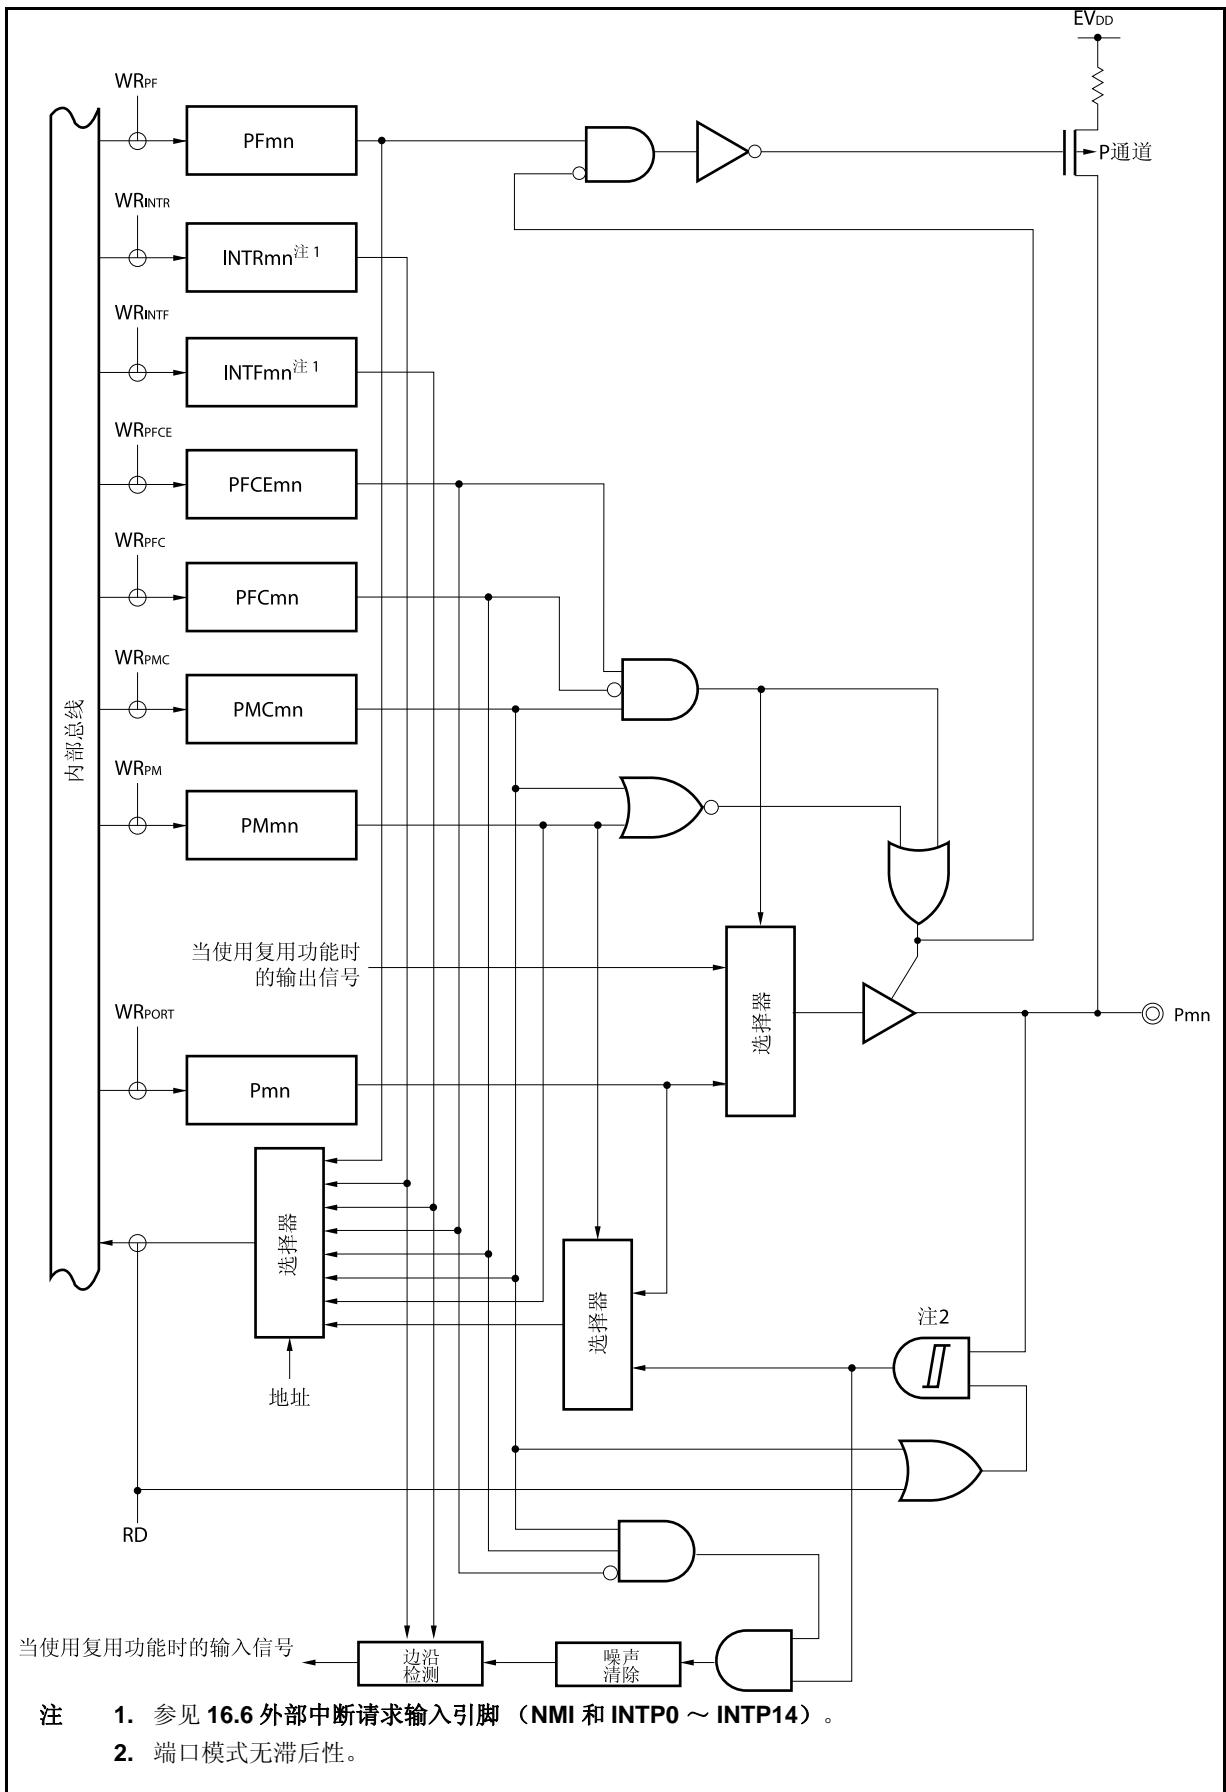 EVDD
WRPF
PFmn
P通道
WRINTR
INTRmn注 1
WRINTF
INTFmn注 1
WRPFCE
PFCEmn
WRPFC
PFCmn
WRPMC
PMCmn
内部总线
WRPM
PMmn
当使用复用功能时
的输出信号
选择器
WRPORT
Pmn
Pmn
选择器
选择器
注2
地址
RD
当使用复用功能时的输入信号
边沿
检测
噪声
清除
注 1. 参见 16.6 外部中断请求输入引脚 (NMI 和 INTP0 ～ INTP14) 。
2. 端口模式无滞后性。